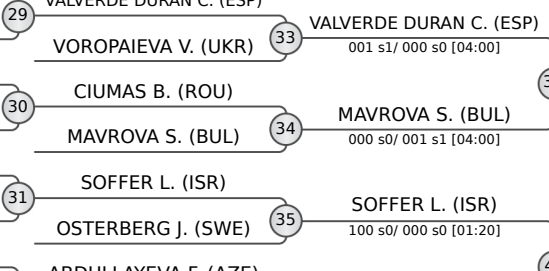 VALVERDE DURAN C. (ESP)
29
VALVERDE DURAN C. (ESP)
VOROPAIEVA V. (UKR)
33
001 s1/ 000 s0 [04:00]
CIUMAS B. (ROU)
30
MAVROVA S. (BUL)
MAVROVA S. (BUL)
34
000 s0/ 001 s1 [04:00]
SOFFER L. (ISR)
31
SOFFER L. (ISR)
OSTERBERG J. (SWE)
35
100 s0/ 000 s0 [01:20]
ABDULLAYEVA F. (AZE)